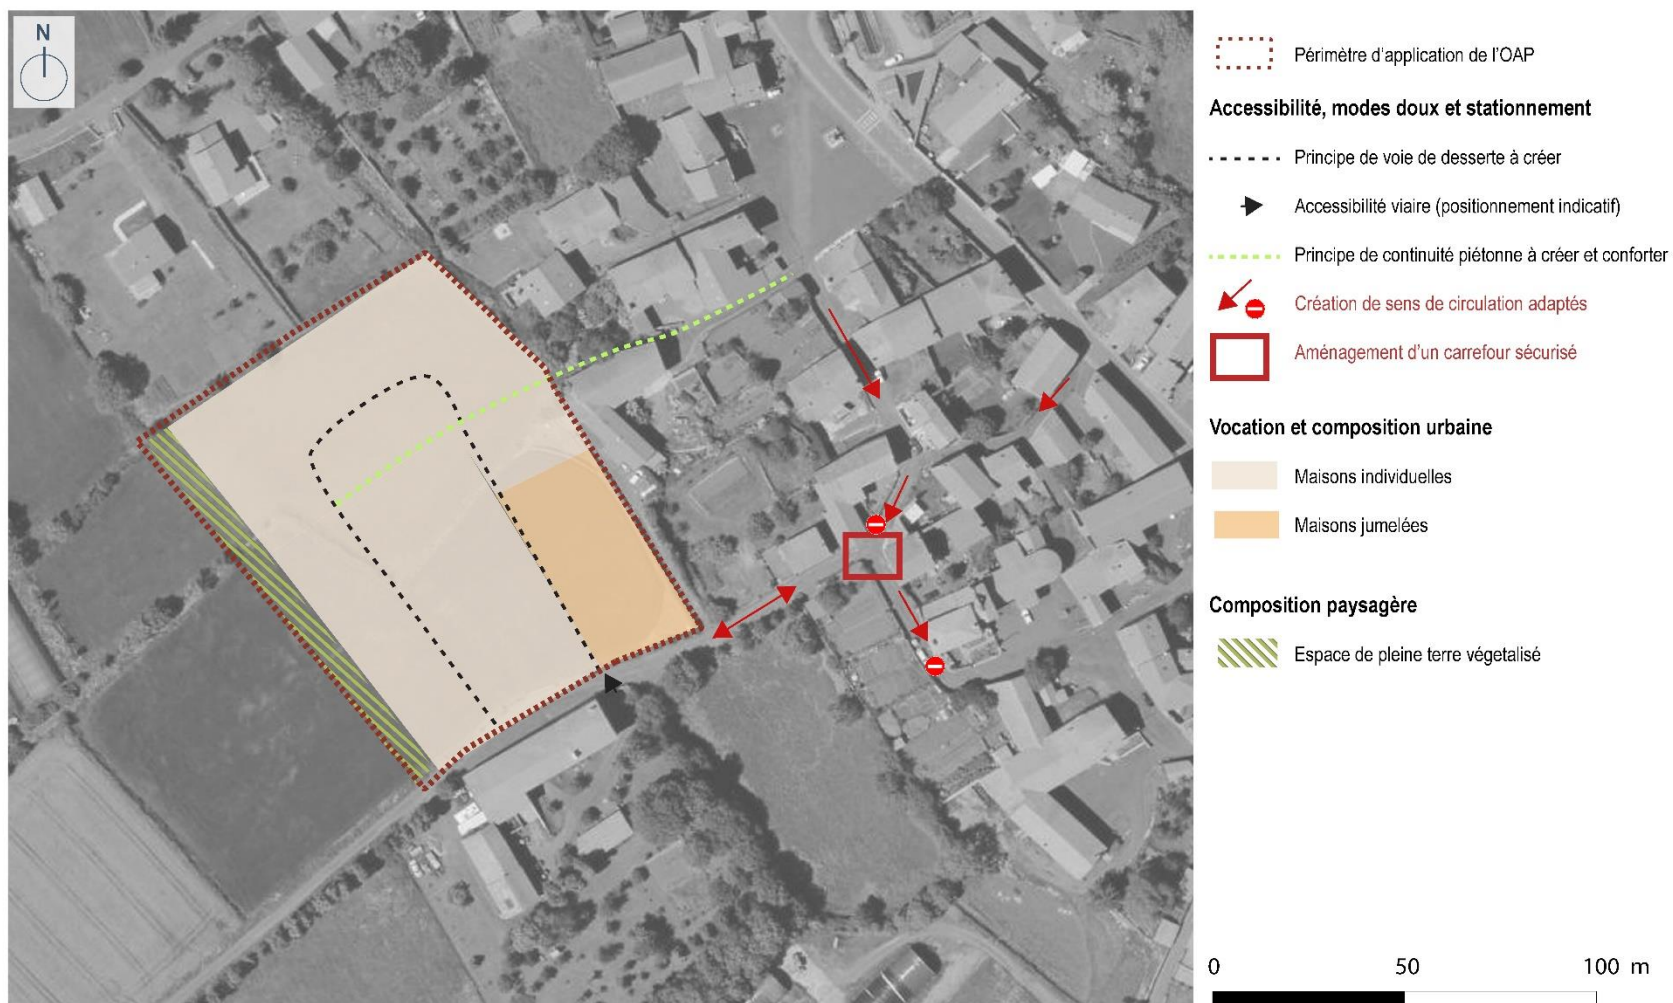 N
Périmètre d'application de l'OAP
Accessibilité, modes doux et stationnement
Principe de voie de desserte à créer
Accessibilité viaire (positionnement indicatif)
Principe de continuité piétonne à créer et conforter
Création de sens de circulation adaptés
Aménagement d'un carrefour sécurisé
Vocation et composition urbaine
Maisons individuelles
Maisons jumelées
Composition paysagère
Espace de pleine terre végetalisé
0 50 100 m